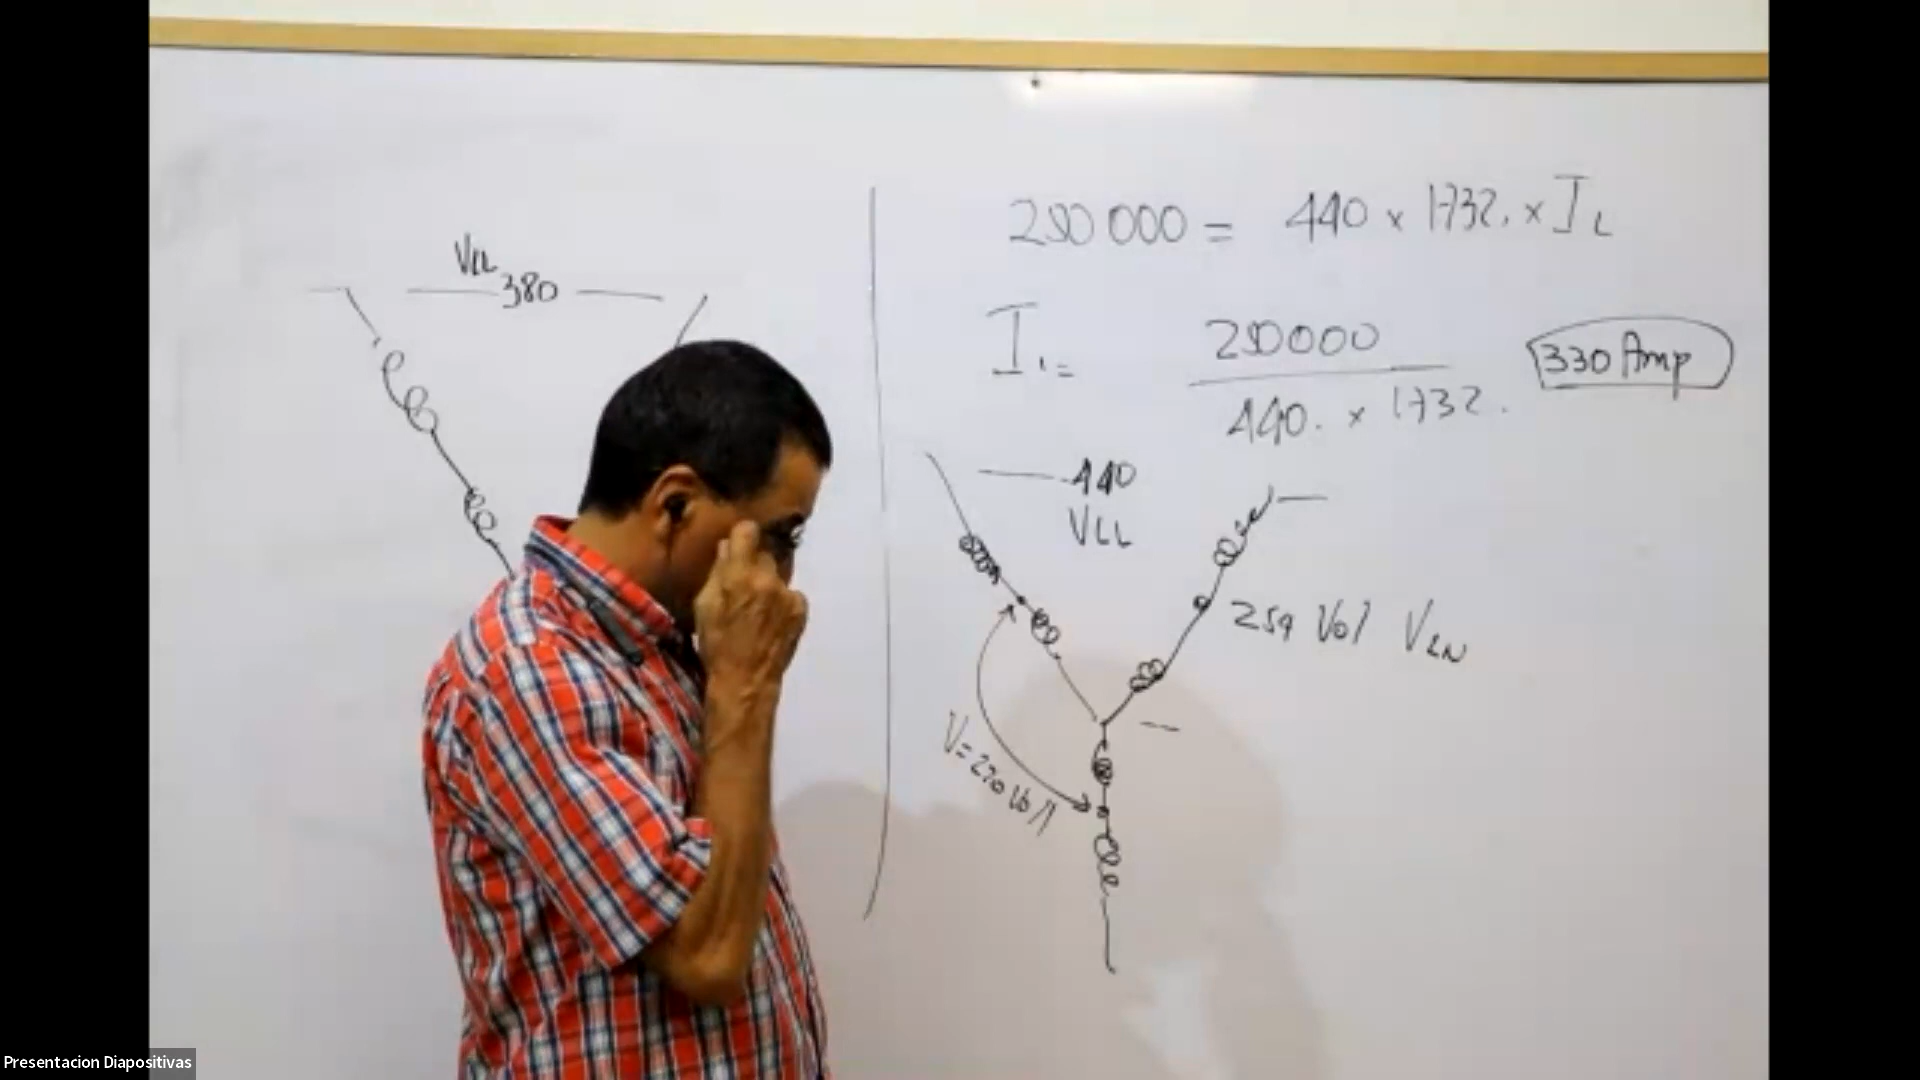 VLL
380
250 000 = 440 x 1732. x IL
IL =
250000
440. x 1732.
330 Amp
440
VLL
254 Vol VLN
V=220 Vol
Presentacion Diapositivas